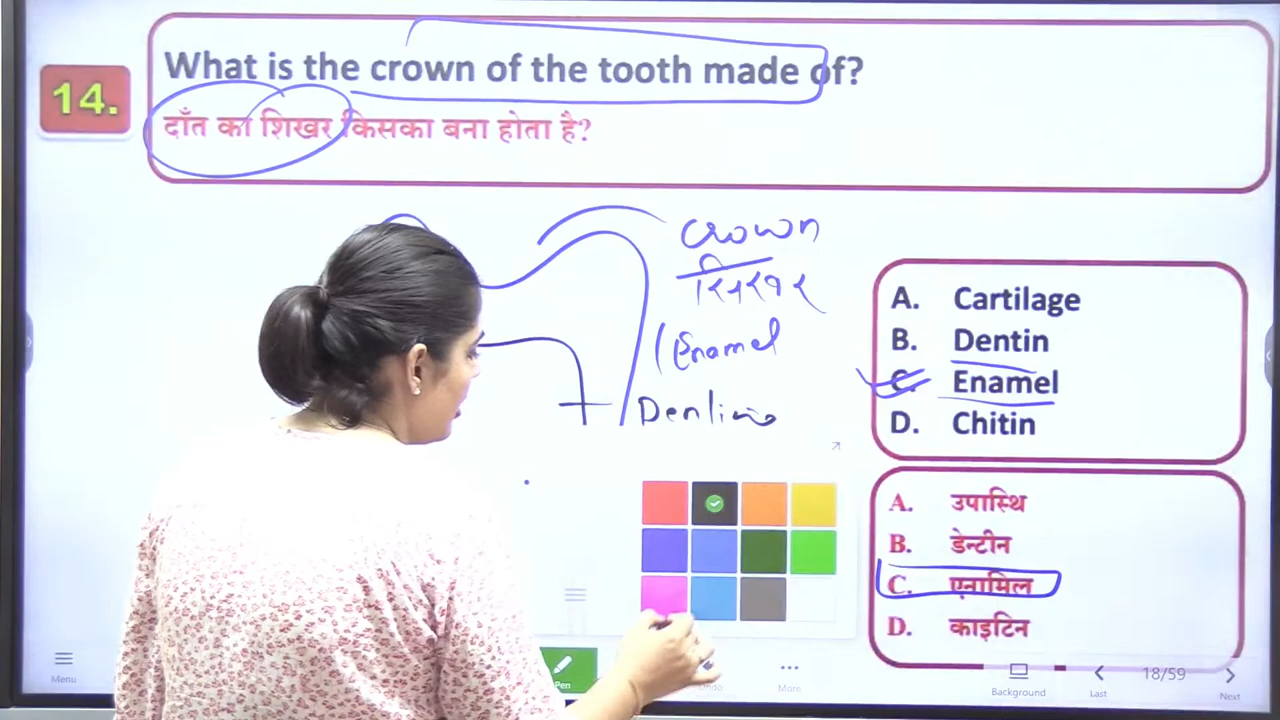 14.
What is the crown of the tooth made of?
दाँत का शिखर किसका बना होता है?
Crown
शिखर
Enamel
A. Cartilage
B. Dentin
C. Enamel
D. Chitin
A. उपास्थि
B. डेन्टीन
C. एनामिल
D. काइटिन
Menu
Pen
Undo
More
Background
Last
18/59
Next